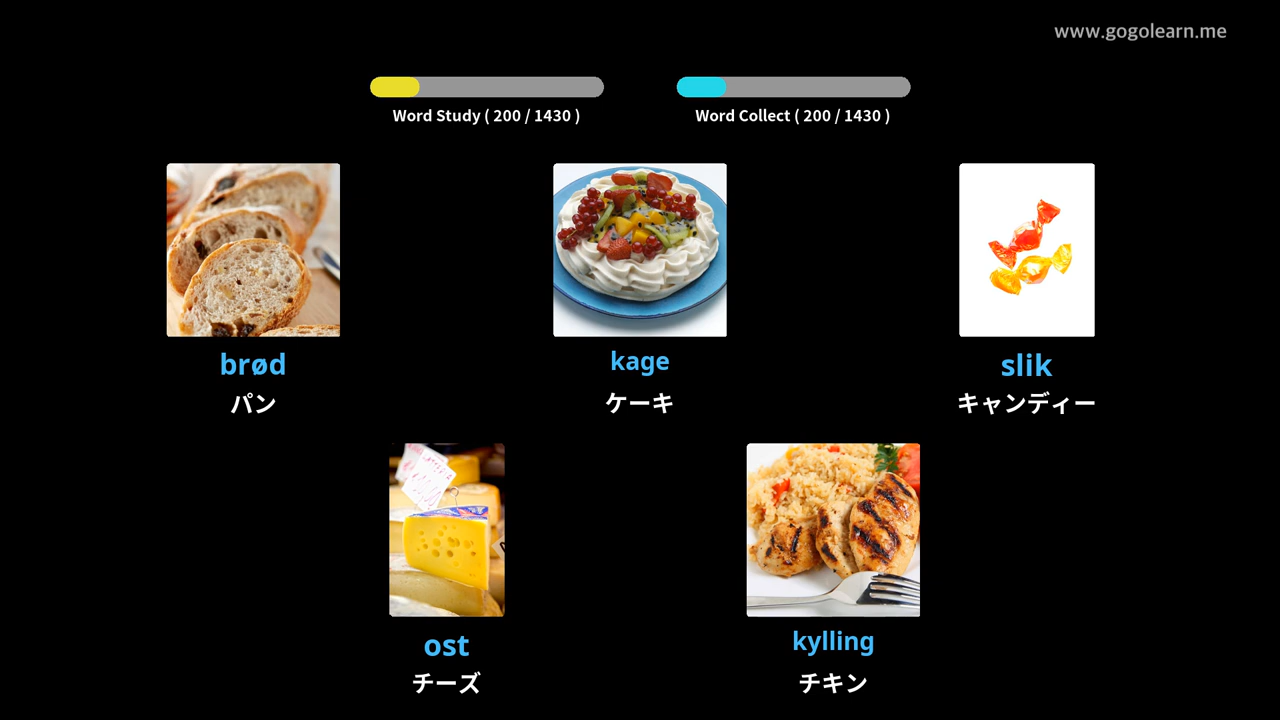 www.gogolearn.me
Word Study ( 200 / 1430 )
Word Collect ( 200 / 1430 )
brød
パン
kage
ケーキ
slik
キャンディー
ost
チーズ
kylling
チキン